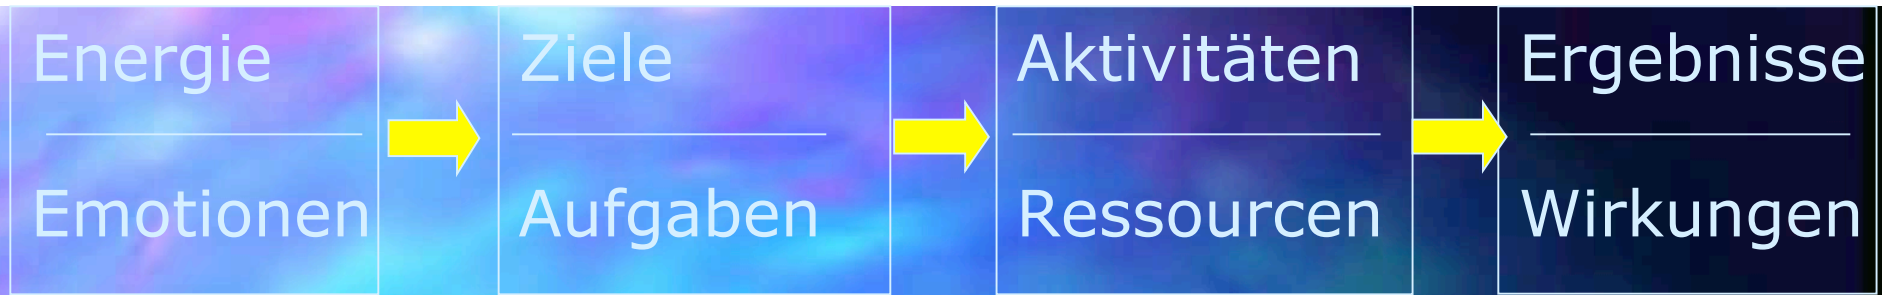 Energie
Emotionen
Ziele
Aufgaben
Aktivitäten
Ressourcen
Ergebnisse
Wirkungen